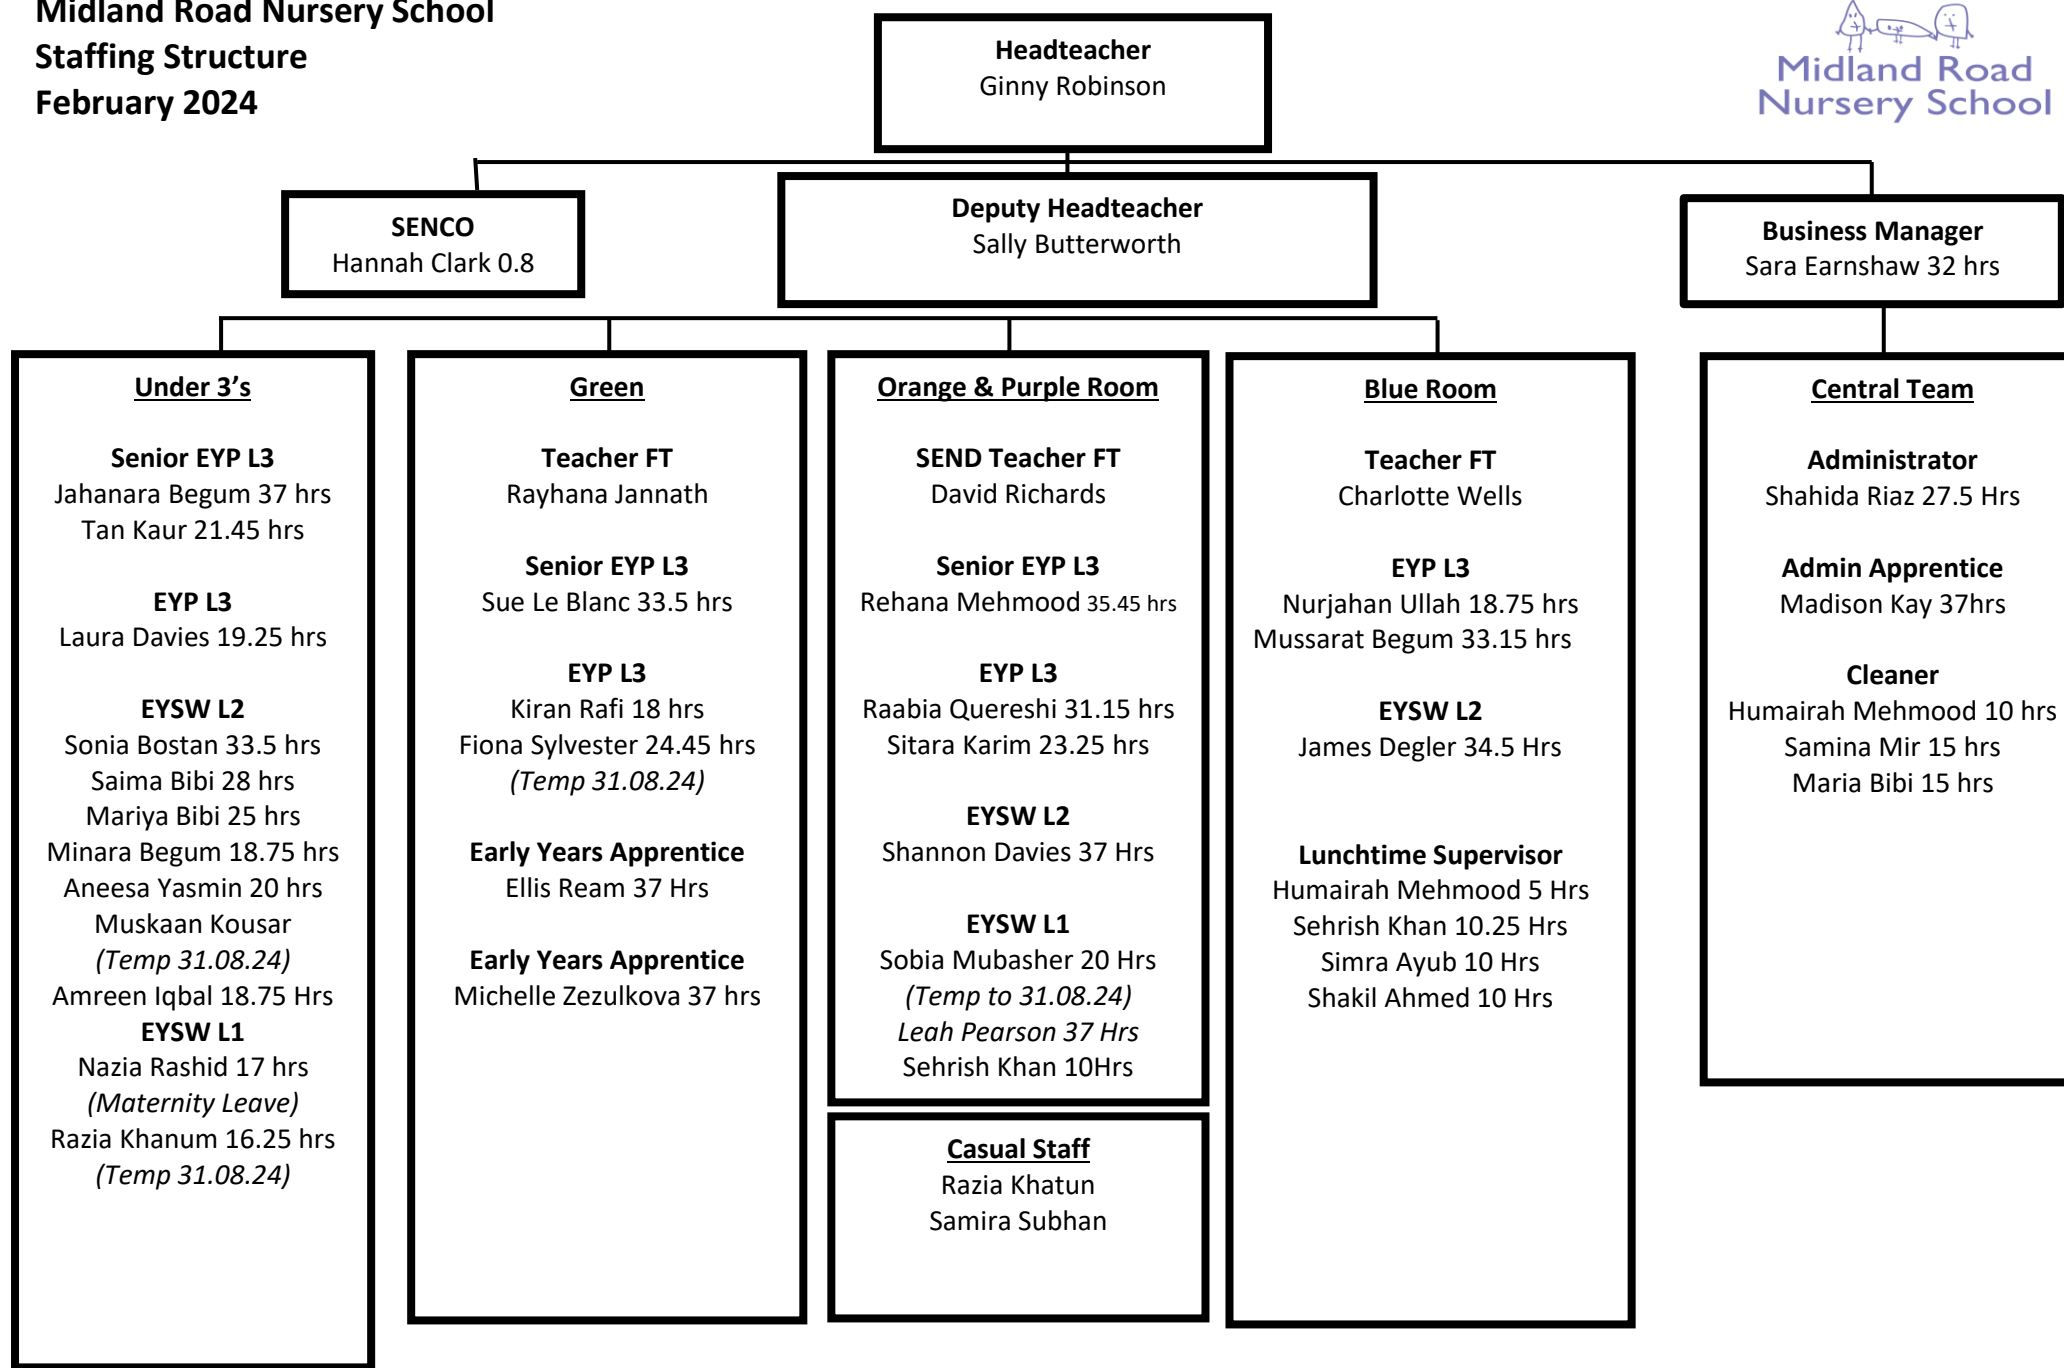 Midland Road Nursery School
Staffing Structure
February 2024
Headteacher
Ginny Robinson
Midland Road
Nursery School
SENCO
Hannah Clark 0.8
Deputy Headteacher
Sally Butterworth
Business Manager
Sara Earnshaw 32 hrs
Under 3’s
Senior EYP L3
Jahanara Begum 37 hrs
Tan Kaur 21.45 hrs
EYP L3
Laura Davies 19.25 hrs
EYSW L2
Sonia Bostan 33.5 hrs
Saima Bibi 28 hrs
Mariya Bibi 25 hrs
Minara Begum 18.75 hrs
Aneesa Yasmin 20 hrs
Muskaan Kousar
(Temp 31.08.24)
Amreen Iqbal 18.75 Hrs
EYSW L1
Nazia Rashid 17 hrs
(Maternity Leave)
Razia Khanum 16.25 hrs
(Temp 31.08.24)
Green
Teacher FT
Rayhana Jannath
Senior EYP L3
Sue Le Blanc 33.5 hrs
EYP L3
Kiran Rafi 18 hrs
Fiona Sylvester 24.45 hrs
(Temp 31.08.24)
Early Years Apprentice
Ellis Ream 37 Hrs
Early Years Apprentice
Michelle Zezulkova 37 hrs
Orange & Purple Room
SEND Teacher FT
David Richards
Senior EYP L3
Rehana Mehmood 35.45 hrs
EYP L3
Raabia Quereshi 31.15 hrs
Sitara Karim 23.25 hrs
EYSW L2
Shannon Davies 37 Hrs
EYSW L1
Sobia Mubasher 20 Hrs
(Temp to 31.08.24)
Leah Pearson 37 Hrs
Sehrish Khan 10Hrs
Casual Staff
Razia Khatun
Samira Subhan
Blue Room
Teacher FT
Charlotte Wells
EYP L3
Nurjahan Ullah 18.75 hrs
Mussarat Begum 33.15 hrs
EYSW L2
James Degler 34.5 Hrs
Lunchtime Supervisor
Humairah Mehmood 5 Hrs
Sehrish Khan 10.25 Hrs
Simra Ayub 10 Hrs
Shakil Ahmed 10 Hrs
Central Team
Administrator
Shahida Riaz 27.5 Hrs
Admin Apprentice
Madison Kay 37hrs
Cleaner
Humairah Mehmood 10 hrs
Samina Mir 15 hrs
Maria Bibi 15 hrs